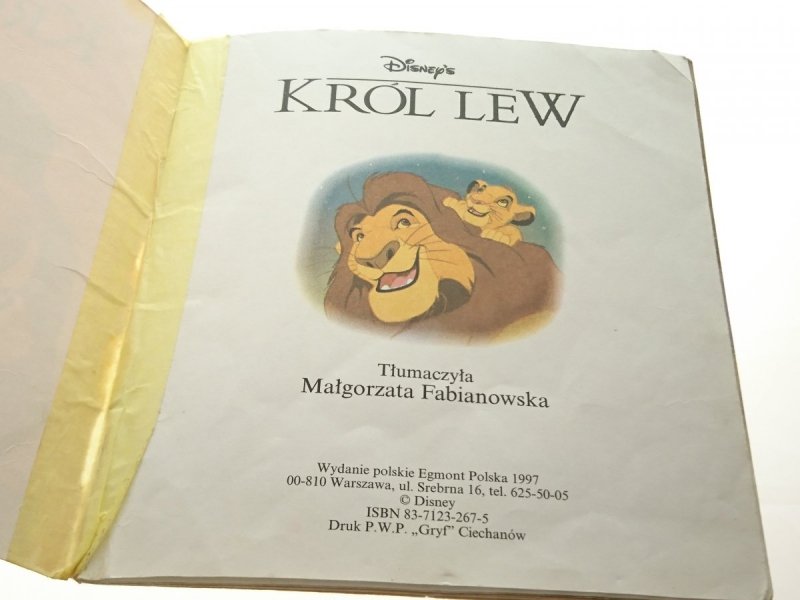 Disney's
KRÓL LEW
Tłumaczyła
Małgorzata Fabianowska
Wydanie polskie Egmont Polska 1997
00-810 Warszawa, ul. Srebrna 16, tel. 625-50-05
© Disney
ISBN 83-7123-267-5
Druk P.W.P. „Gryf” Ciechanów